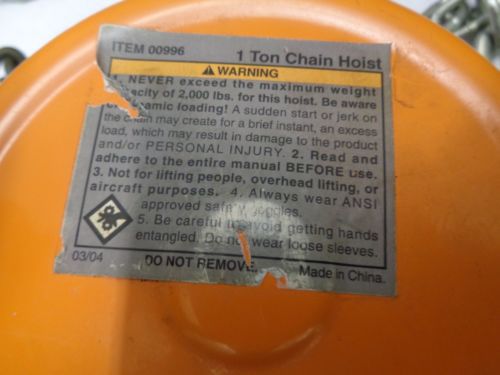 ITEM 00996 1 Ton Chain Hoist
WARNING
1. NEVER exceed the maximum weight
capacity of 2,000 lbs. for this hoist. Be aware
of dynamic loading! A sudden start or jerk on
the chain may create for a brief instant, an excess
load, which may result in damage to the product
and/or PERSONAL INJURY. 2. Read and
adhere to the entire manual BEFORE use.
3. Not for lifting people, overhead lifting, or
aircraft purposes. 4. Always wear ANSI
approved safety goggles.
5. Be careful to avoid getting hands
entangled. Do not wear loose sleeves.
03/04 DO NOT REMOVE. Made in China.